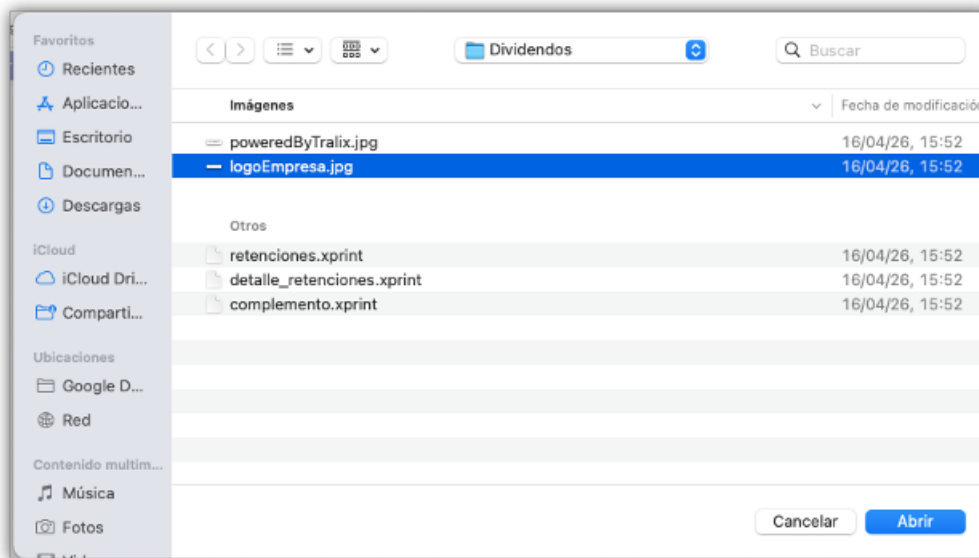 Favoritos
Recientes
Aplicacio...
Escritorio
Documen...
Descargas
iCloud
iCloud Dri...
Comparti...
Ubicaciones
Google D...
Red
Contenido multim...
Música
Fotos
Dividendos
Buscar
Imágenes Fecha de modificación
poweredByTralix.jpg 16/04/26, 15:52
logoEmpresa.jpg 16/04/26, 15:52
Otros
retenciones.xprint 16/04/26, 15:52
detalle_retenciones.xprint 16/04/26, 15:52
complemento.xprint 16/04/26, 15:52
Cancelar Abrir